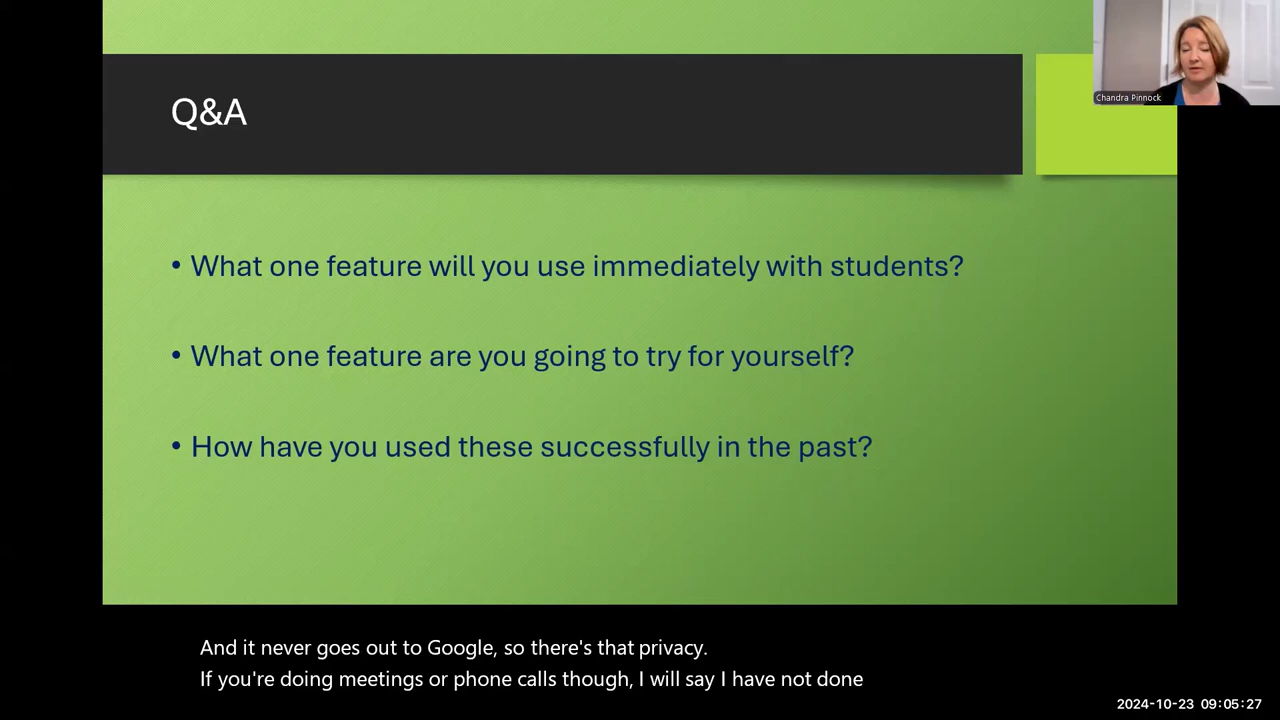 Chandra Pinnock
Q&A
• What one feature will you use immediately with students?
• What one feature are you going to try for yourself?
• How have you used these successfully in the past?
And it never goes out to Google, so there's that privacy.
If you're doing meetings or phone calls though, I will say I have not done
2024-10-23 09:05:27